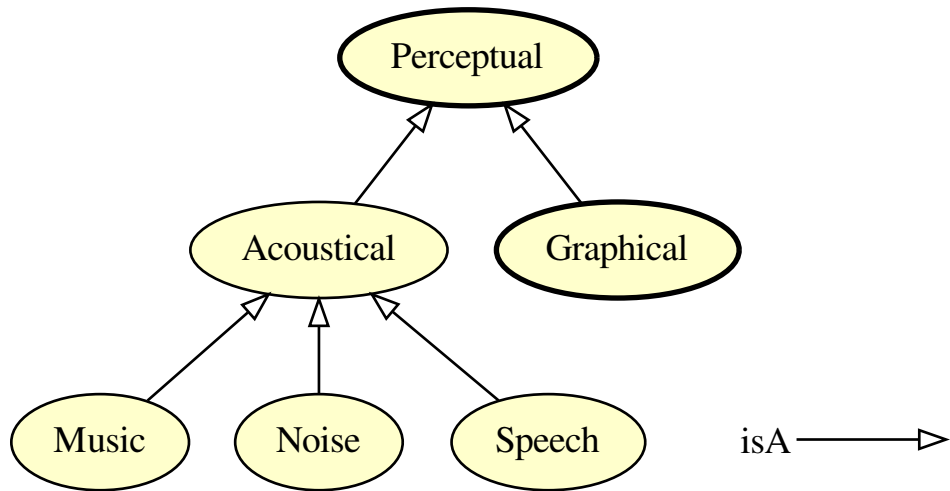 Perceptual
Acoustical
Graphical
Music
Noise
Speech
isA